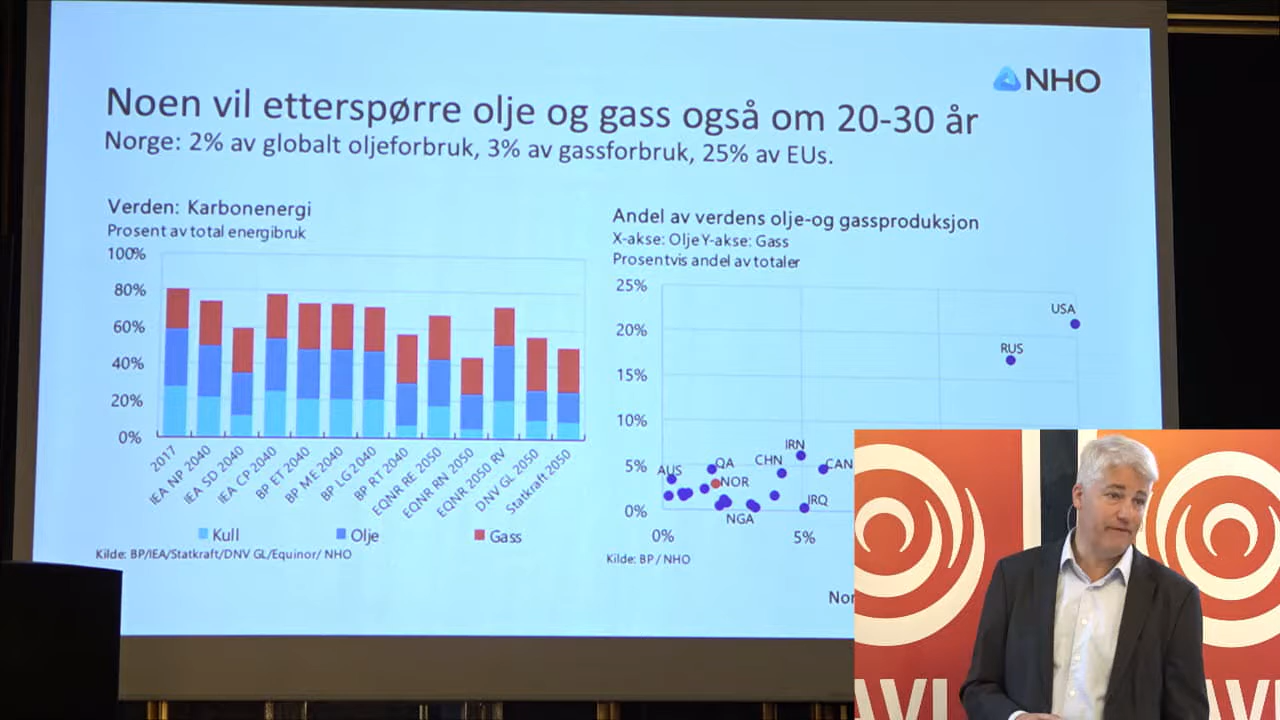 NHO
Noen vil etterspørre olje og gass også om 20-30 år
Norge: 2% av globalt oljeforbruk, 3% av gassforbruk, 25% av EUs.
Verden: Karbonenergi
Prosent av total energibruk
100%
80%
60%
40%
20%
0%
2017
IEA NP 2040
IEA SD 2040
IEA CP 2040
BP ET 2040
BP ME 2040
BP LG 2040
BP RT 2040
EQNR RE 2050
EQNR RN 2050
EQNR 2050 RV
DNV GL 2050
Statkraft 2050
Kull Olje Gass
Kilde: BP/IEA/Statkraft/DNV GL/Equinor/ NHO
Andel av verdens olje-og gassproduksjon
X-akse: Olje Y-akse: Gass
Prosentvis andel av totaler
25%
20%
15%
10%
5%
0%
USA
RUS
IRN
AUS QA CHN CAN
NOR
IRQ
NGA
0% 5%
Kilde: BP / NHO
Nor